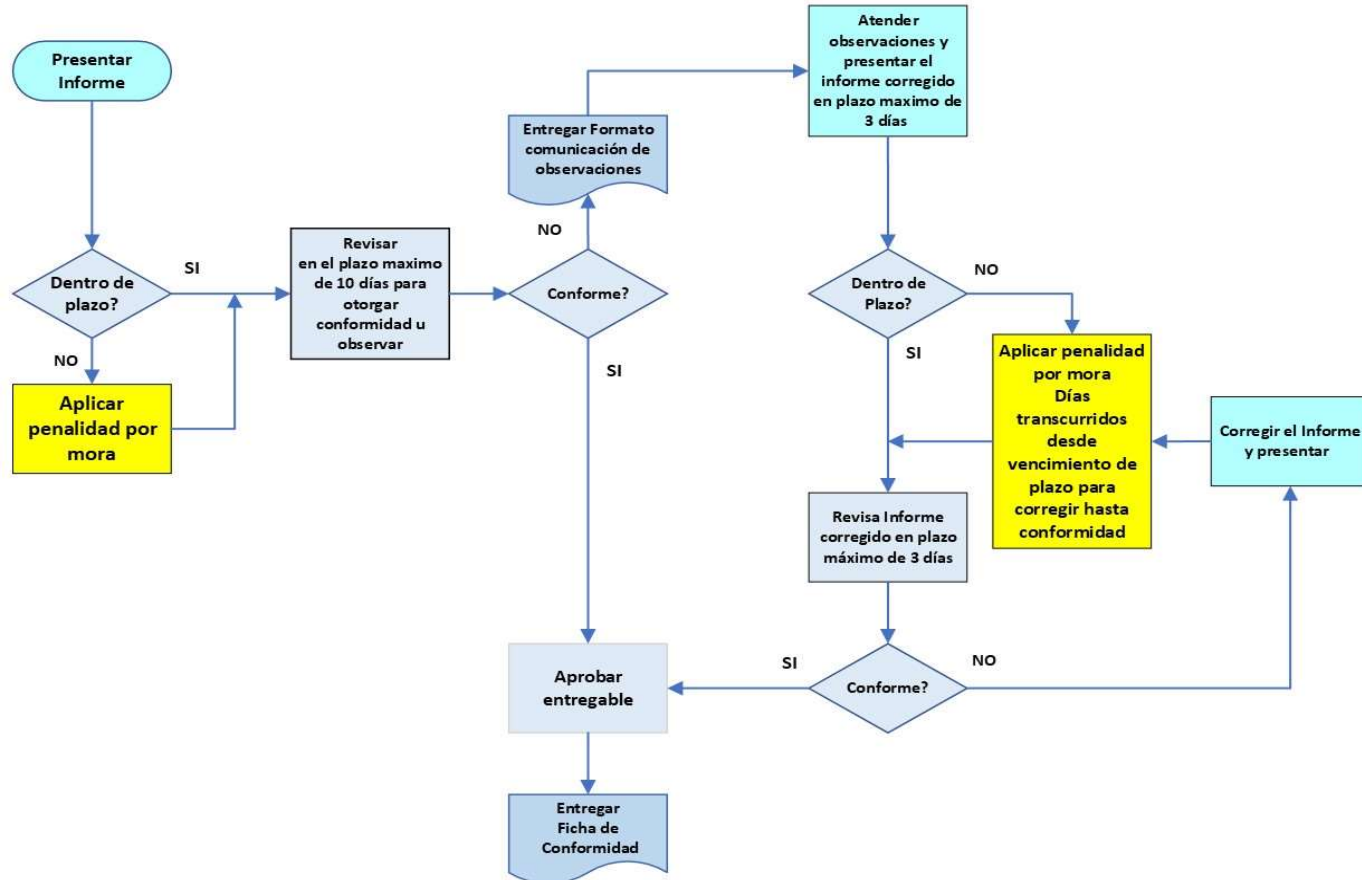 Presentar
Informe
Dentro de
plazo?
SI
NO
Aplicar
penalidad por
mora
Revisar
en el plazo maximo
de 10 días para
otorgar
conformidad u
observar
Conforme?
NO
SI
Entregar Formato
comunicación de
observaciones
Atender
observaciones y
presentar el
informe corregido
en plazo maximo de
3 días
Dentro de
Plazo?
NO
SI
Aplicar penalidad
por mora
Días
transcurridos
desde
vencimiento de
plazo para
corregir hasta
conformidad
Corregir el Informe
y presentar
Revisa Informe
corregido en plazo
máximo de 3 días
Conforme?
SI
NO
Aprobar
entregable
Entregar
Ficha de
Conformidad